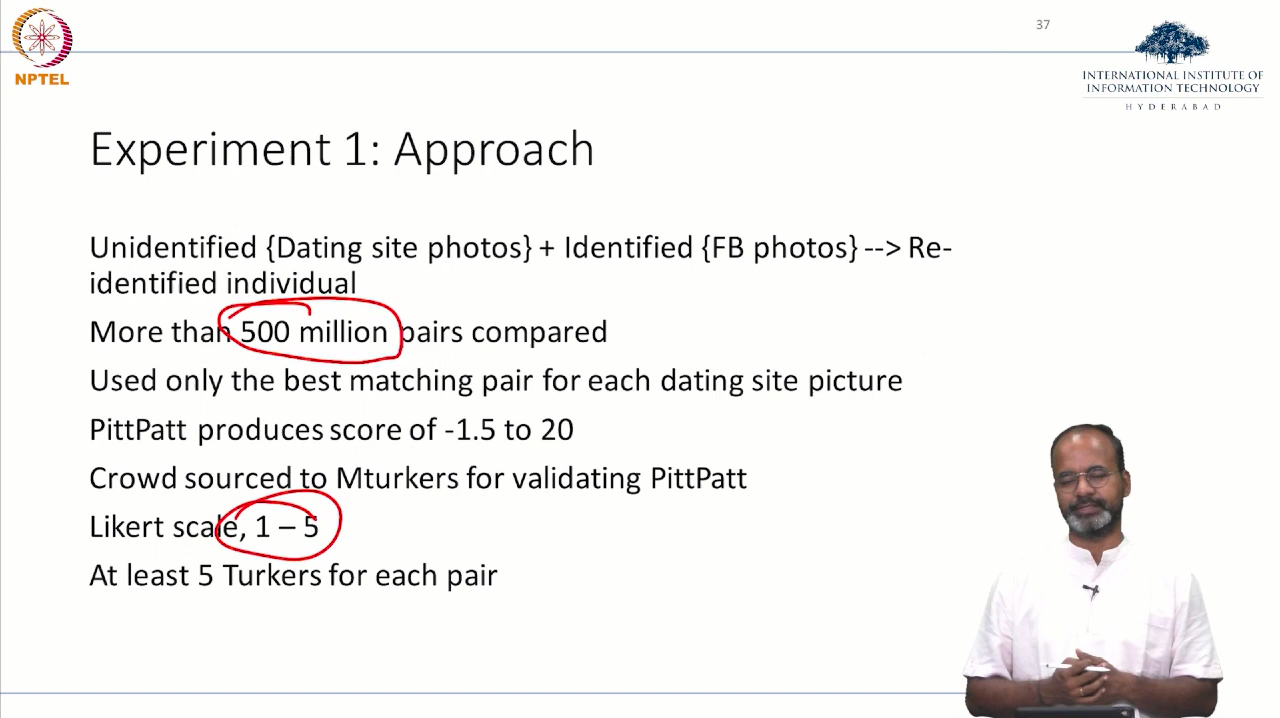 37
NPTEL
INTERNATIONAL INSTITUTE OF
INFORMATION TECHNOLOGY
HYDERABAD
Experiment 1: Approach
Unidentified {Dating site photos} + Identified {FB photos} --> Re-
identified individual
More than 500 million pairs compared
Used only the best matching pair for each dating site picture
PittPatt produces score of -1.5 to 20
Crowd sourced to Mturkers for validating PittPatt
Likert scale, 1 – 5
At least 5 Turkers for each pair